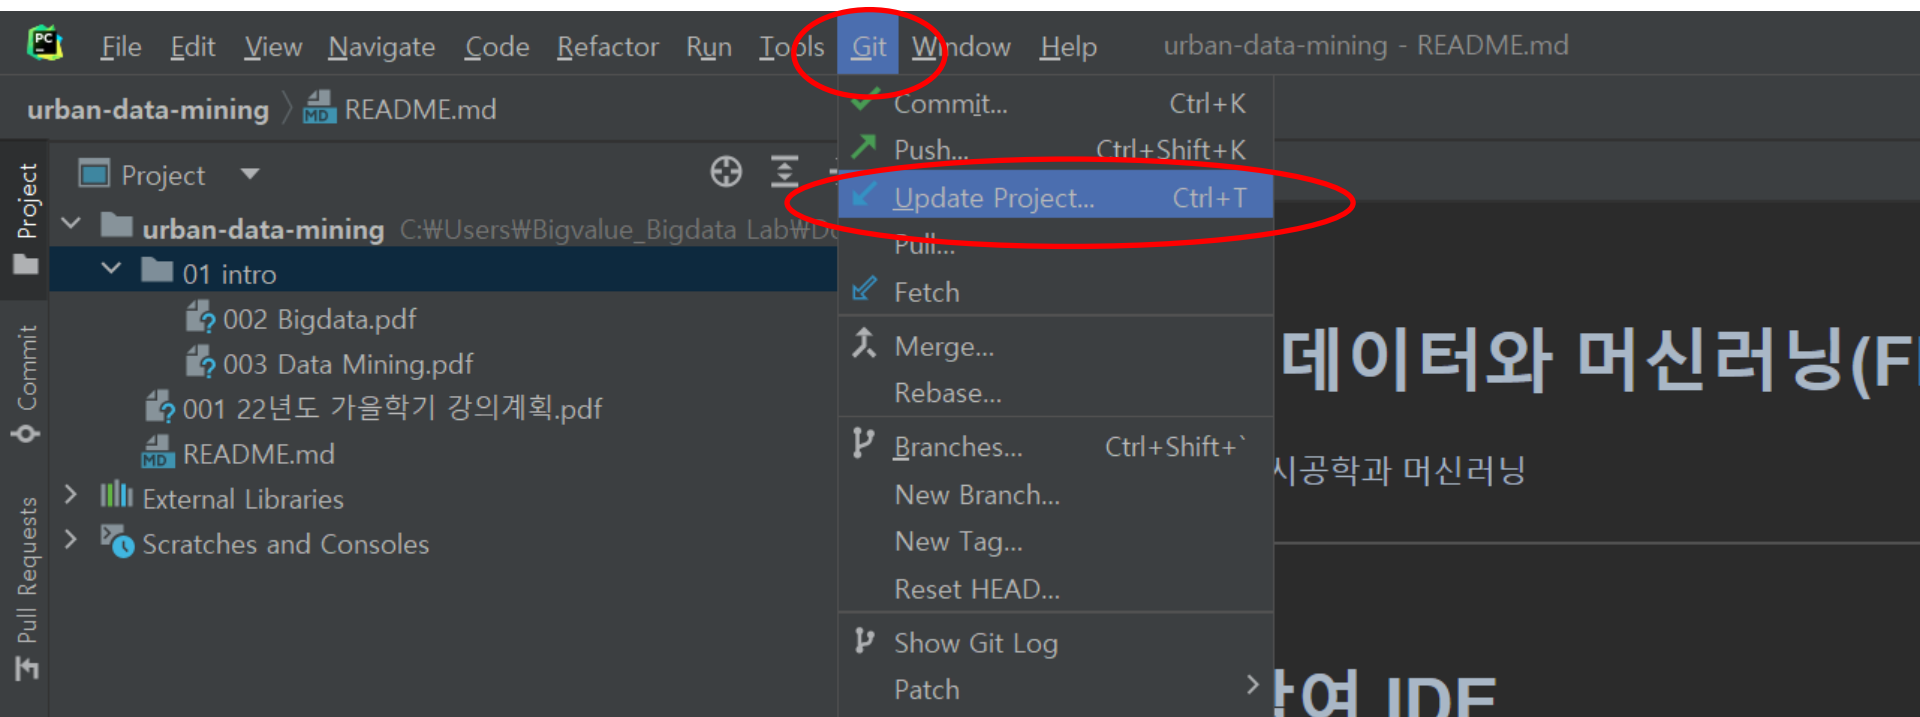 PC File Edit View Navigate Code Refactor Run Tools Git Window Help urban-data-mining - README.md
urban-data-mining README.md
Project
Commit... Ctrl+K
Push... Ctrl+Shift+K
Update Project... Ctrl+T
Pull...
Fetch
Merge...
Rebase...
Branches... Ctrl+Shift+`
New Branch...
New Tag...
Reset HEAD...
Show Git Log
Patch
Project
urban-data-mining C:₩Users₩Bigvalue_Bigdata Lab₩D
01 intro
002 Bigdata.pdf
003 Data Mining.pdf
001 22년도 가을학기 강의계획.pdf
MD README.md
External Libraries
Scratches and Consoles
Commit
Pull Requests
데이터와 머신러닝(F
시공학과 머신러닝
IDE